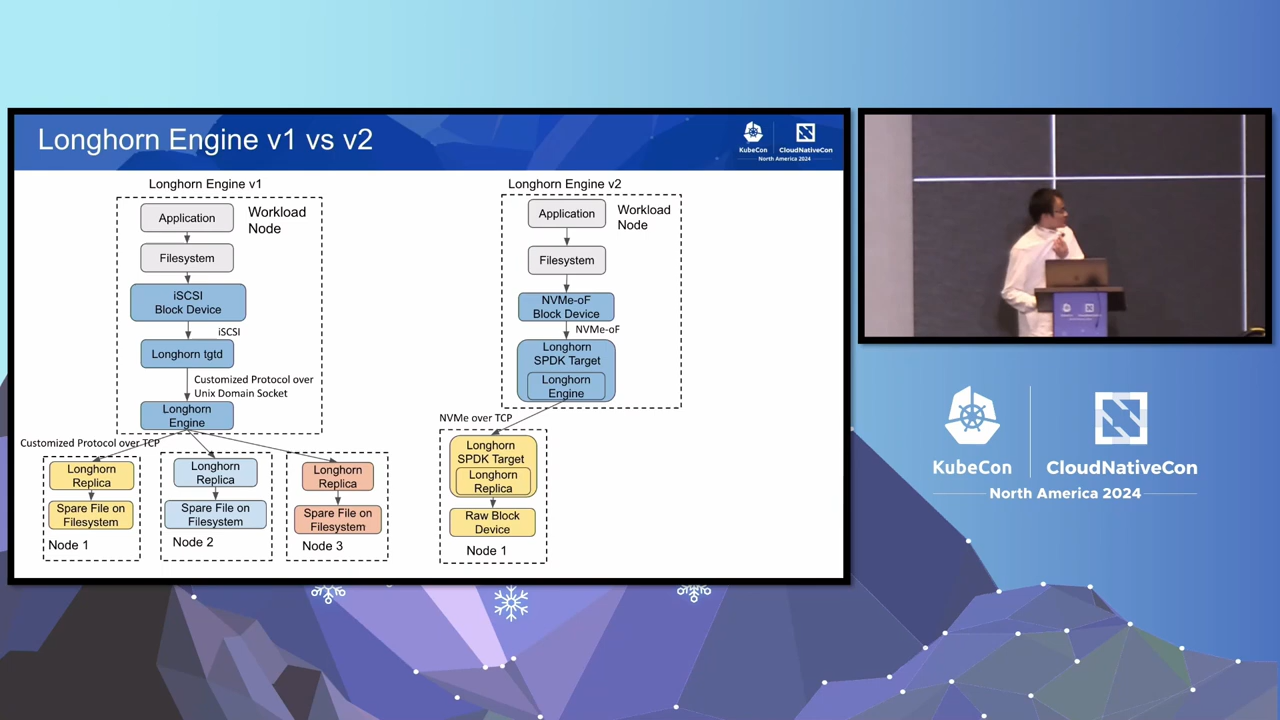 Longhorn Engine v1 vs v2
KubeCon
CloudNativeCon
North America 2024
Longhorn Engine v1
Application
Workload
Node
Filesystem
iSCSI
Block Device
iSCSI
Longhorn tgtd
Customized Protocol over
Unix Domain Socket
Longhorn
Engine
Customized Protocol over TCP
Longhorn
Replica
Spare File on
Filesystem
Node 1
Longhorn
Replica
Spare File on
Filesystem
Node 2
Longhorn
Replica
Spare File on
Filesystem
Node 3
Longhorn Engine v2
Application
Workload
Node
Filesystem
NVMe-oF
Block Device
NVMe-oF
Longhorn
SPDK Target
Longhorn
Engine
NVMe over TCP
Longhorn
SPDK Target
Longhorn
Replica
Raw Block
Device
Node 1
KubeCon
CloudNativeCon
North America 2024